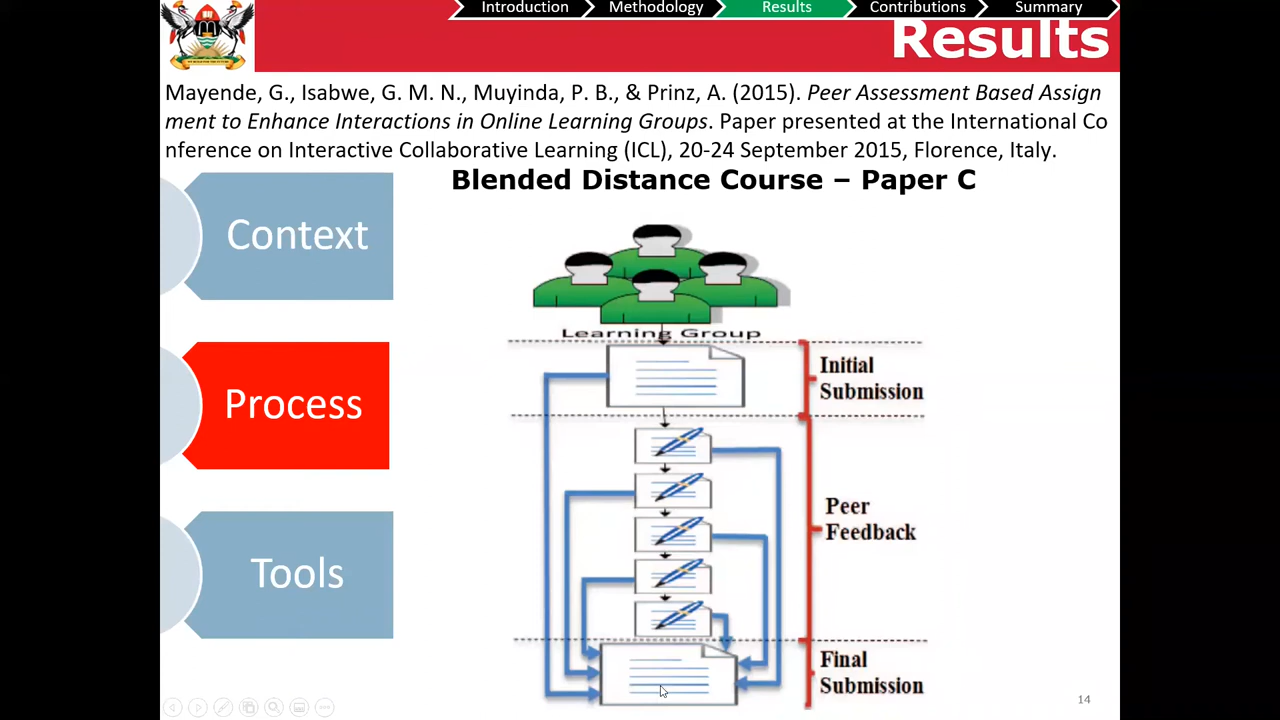 Introduction
Methodology
Results
Contributions
Summary
Results
Mayende, G., Isabwe, G. M. N., Muyinda, P. B., & Prinz, A. (2015). Peer Assessment Based Assign
ment to Enhance Interactions in Online Learning Groups. Paper presented at the International Co
nference on Interactive Collaborative Learning (ICL), 20-24 September 2015, Florence, Italy.
Blended Distance Course – Paper C
Context
Process
Tools
Learning Group
Initial
Submission
Peer
Feedback
Final
Submission
14